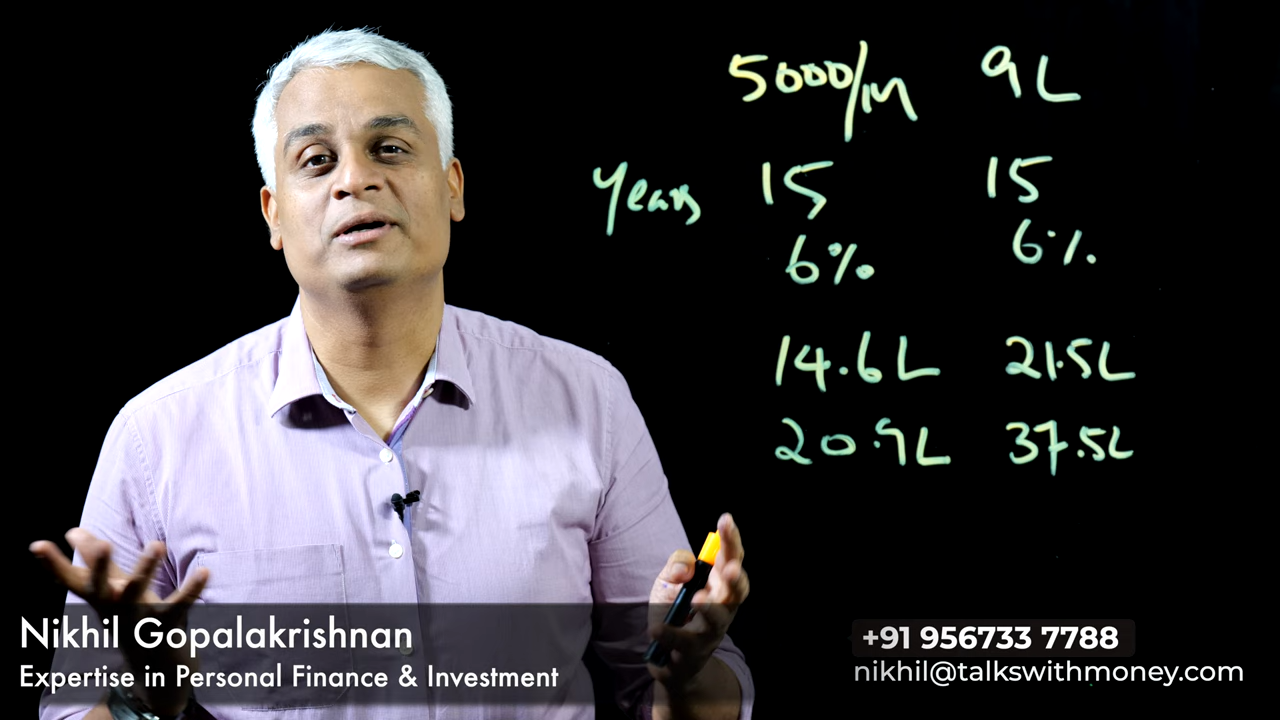 5000/M 9L
Years 15 15
6% 6%
14.6L 21.5L
20.9L 37.5L
Nikhil Gopalakrishnan
Expertise in Personal Finance & Investment
+91 956733 7788
nikhil@talkswithmoney.com